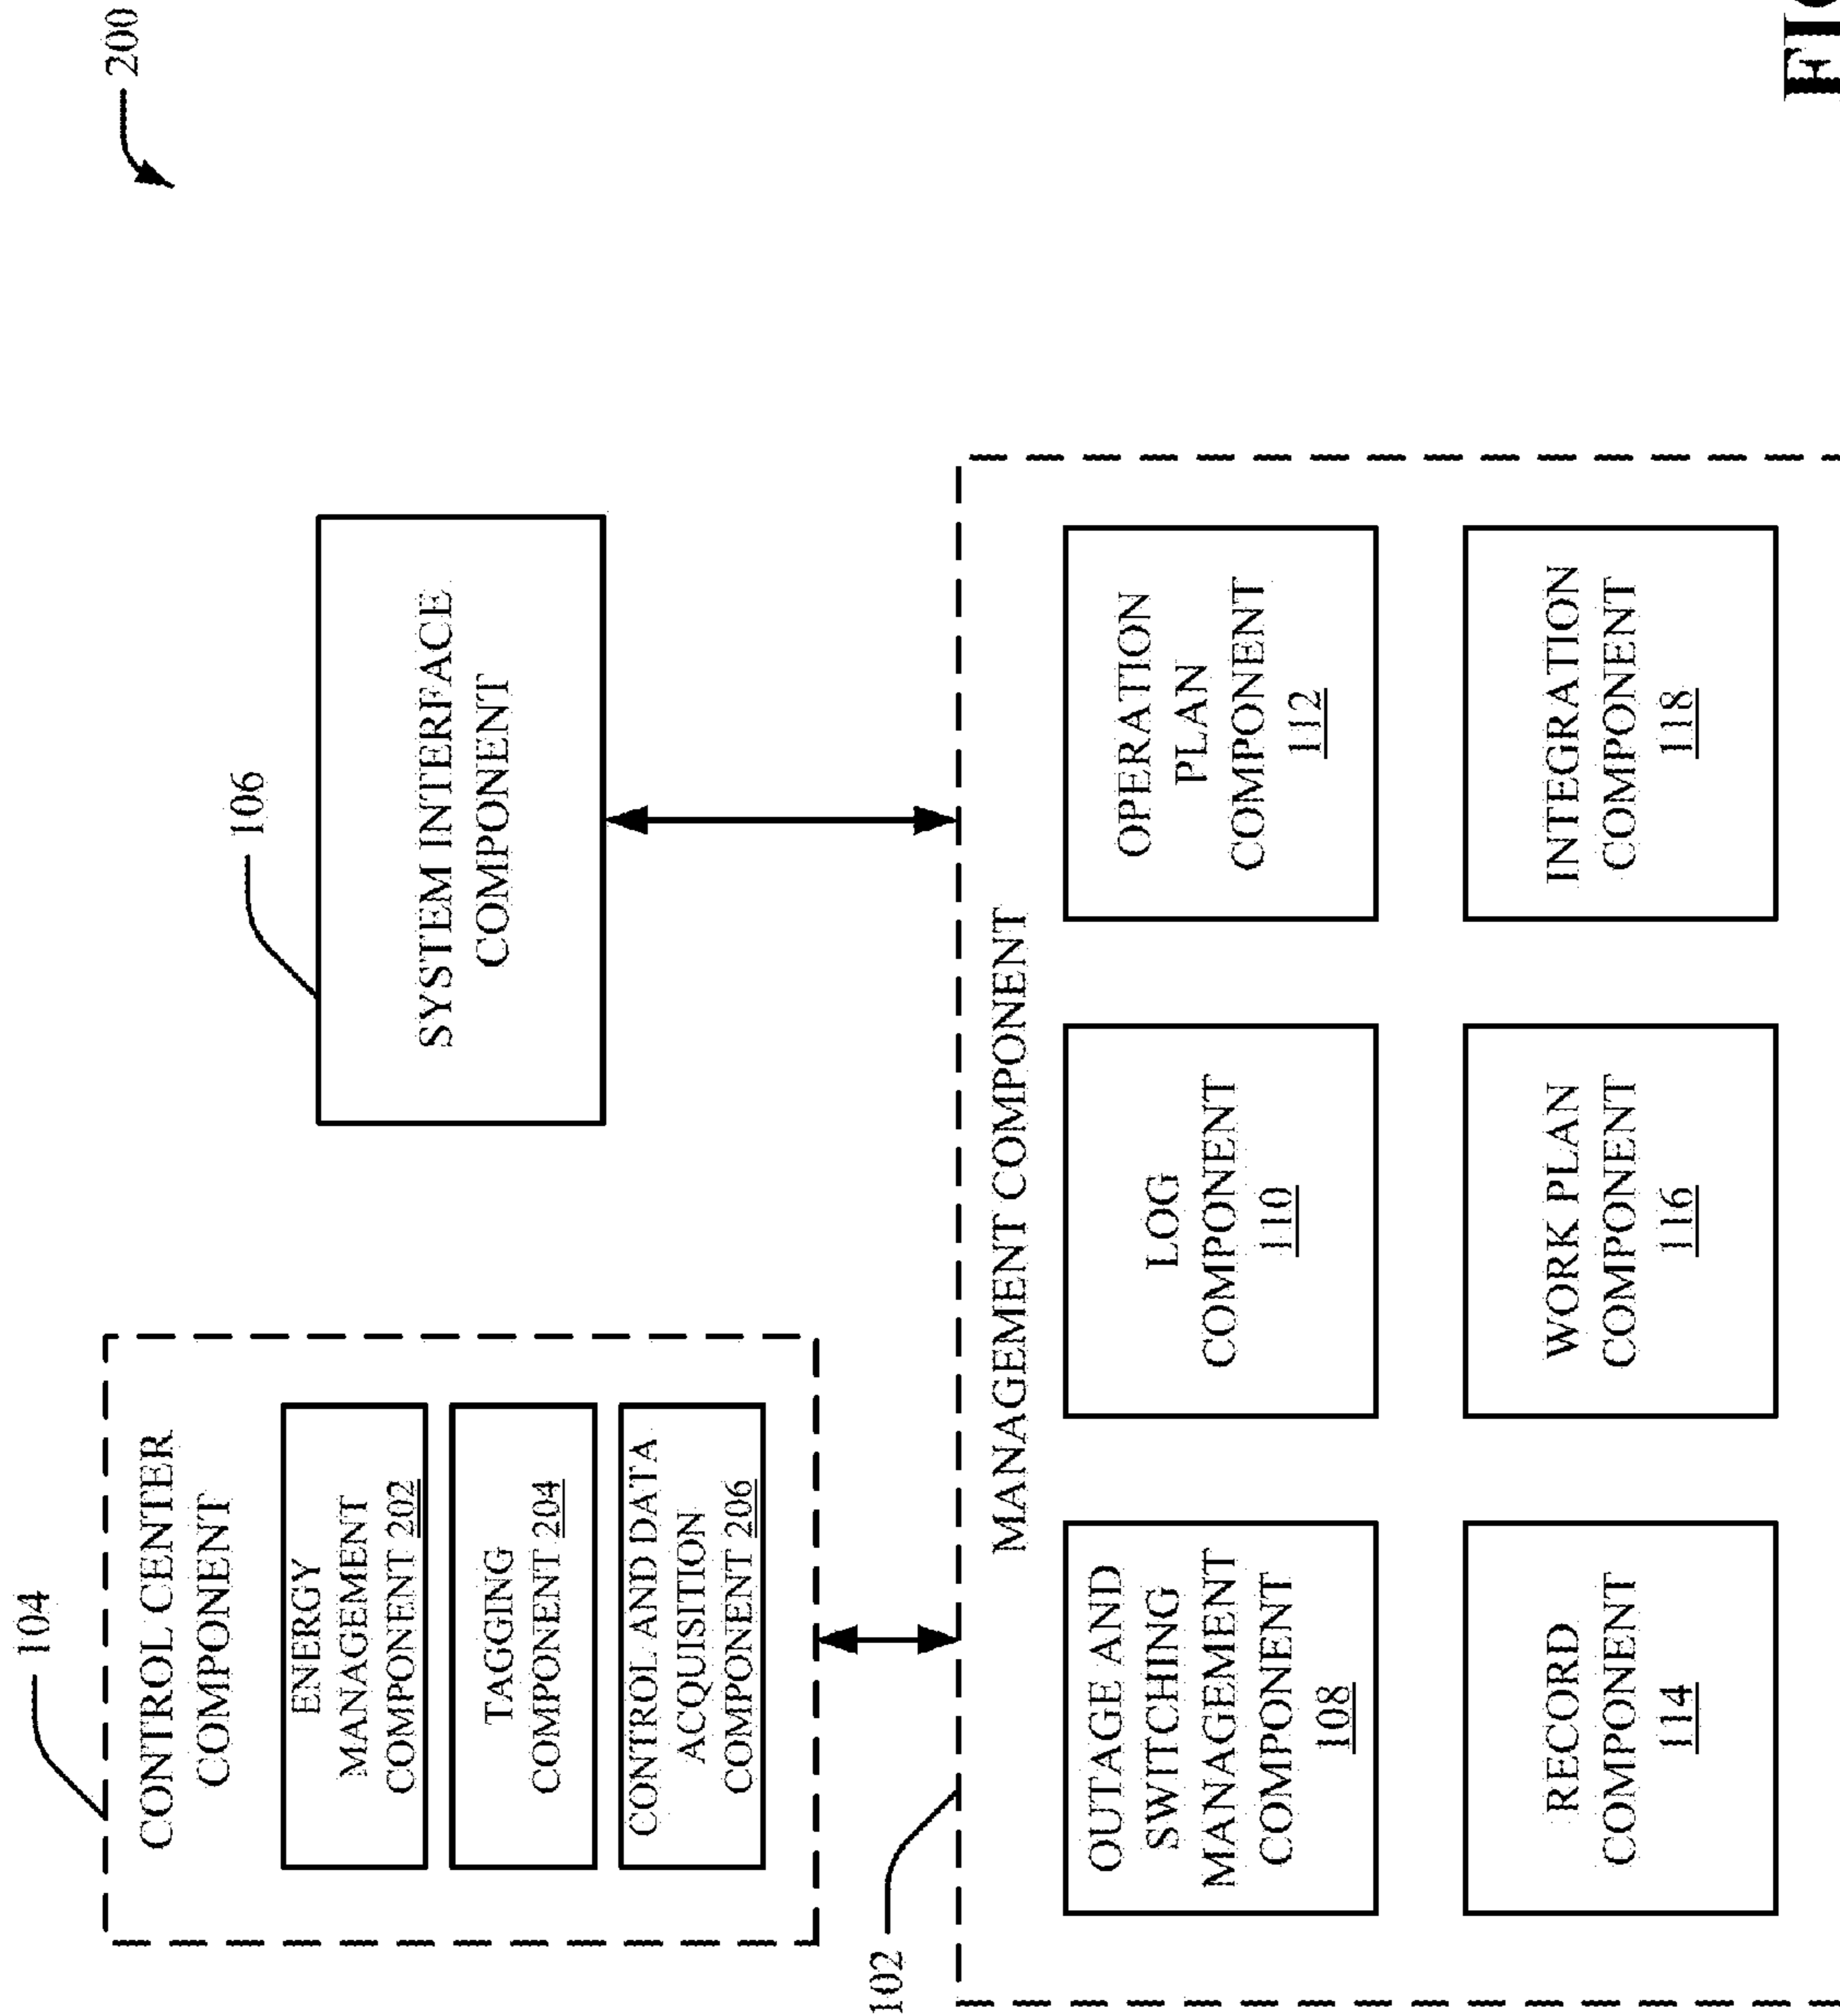 200
104
CONTROL CENTER
COMPONENT
ENERGY
MANAGEMENT
COMPONENT 202
TAGGING
COMPONENT 204
CONTROL AND DATA
ACQUISITION
COMPONENT 206
106
SYSTEM INTERFACE
COMPONENT
102
MANAGEMENT COMPONENT
OUTAGE AND
SWITCHING
MANAGEMENT
COMPONENT
108
LOG
COMPONENT
110
OPERATION
PLAN
COMPONENT
112
RECORD
COMPONENT
114
WORK PLAN
COMPONENT
116
INTEGRATION
COMPONENT
118